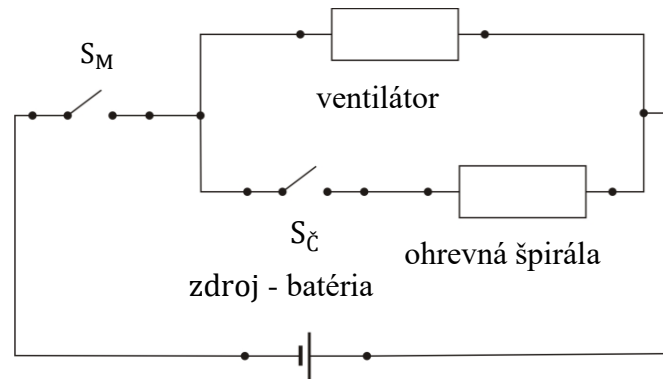 S_M
ventilátor
S_Č
ohrevná špirála
zdroj - batéria